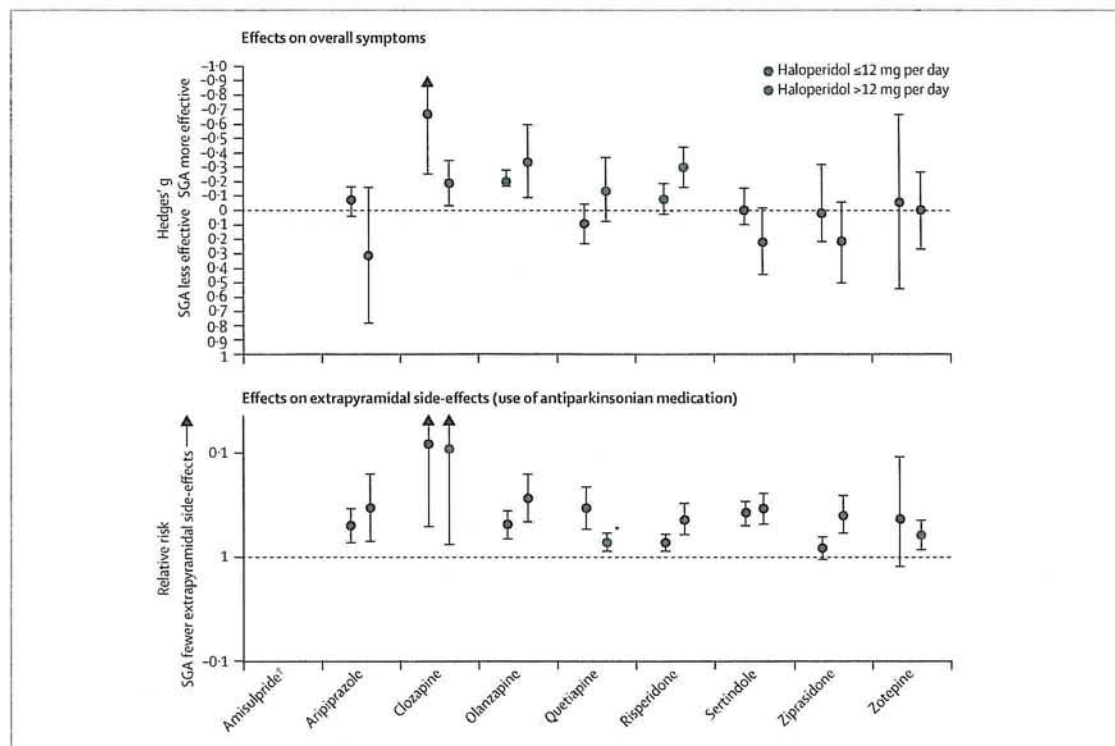 Effects on overall symptoms
Haloperidol ≤12 mg per day
Haloperidol >12 mg per day
Hedges' g
SGA less effective SGA more effective
–1·0
–0·9
–0·8
–0·7
–0·6
–0·5
–0·4
–0·3
–0·2
–0·1
0
0·1
0·2
0·3
0·4
0·5
0·6
0·7
0·8
0·9
1
Effects on extrapyramidal side-effects (use of antiparkinsonian medication)
Relative risk
SGA fewer extrapyramidal side-effects
0·1
1
–0·1
*
Amisulpride†
Aripiprazole
Clozapine
Olanzapine
Quetiapine
Risperidone
Sertindole
Ziprasidone
Zotepine